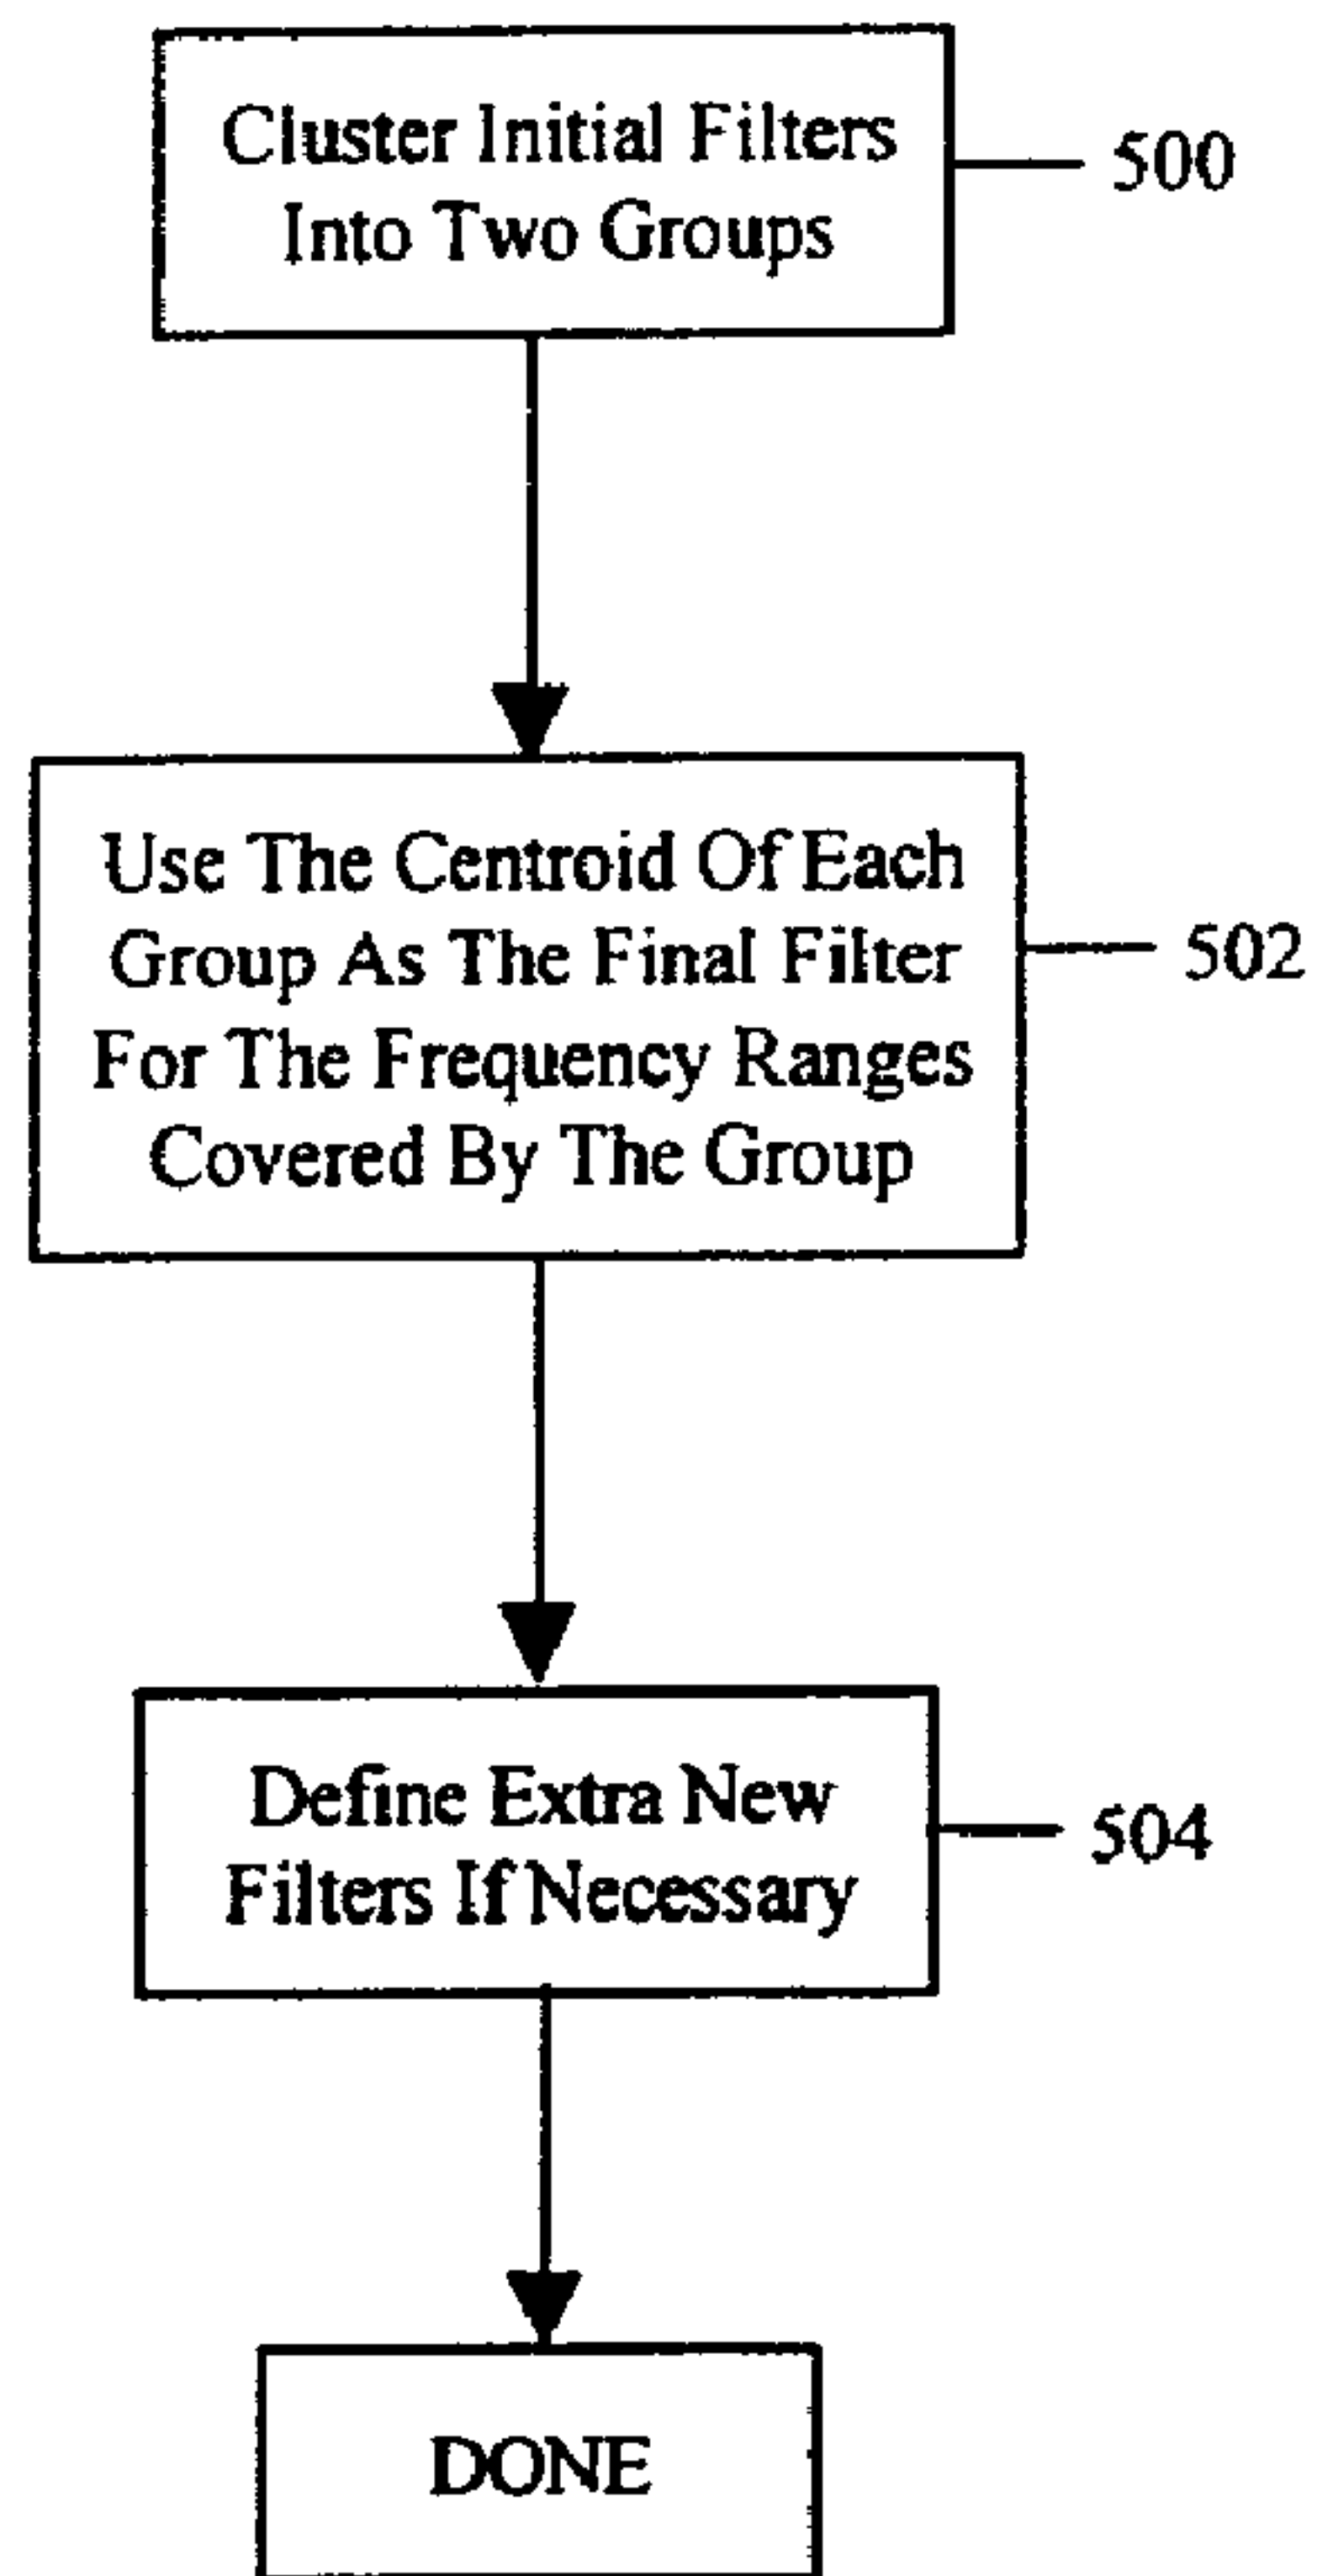 Cluster Initial Filters
Into Two Groups
500
Use The Centroid Of Each
Group As The Final Filter
For The Frequency Ranges
Covered By The Group
502
Define Extra New
Filters If Necessary
504
DONE